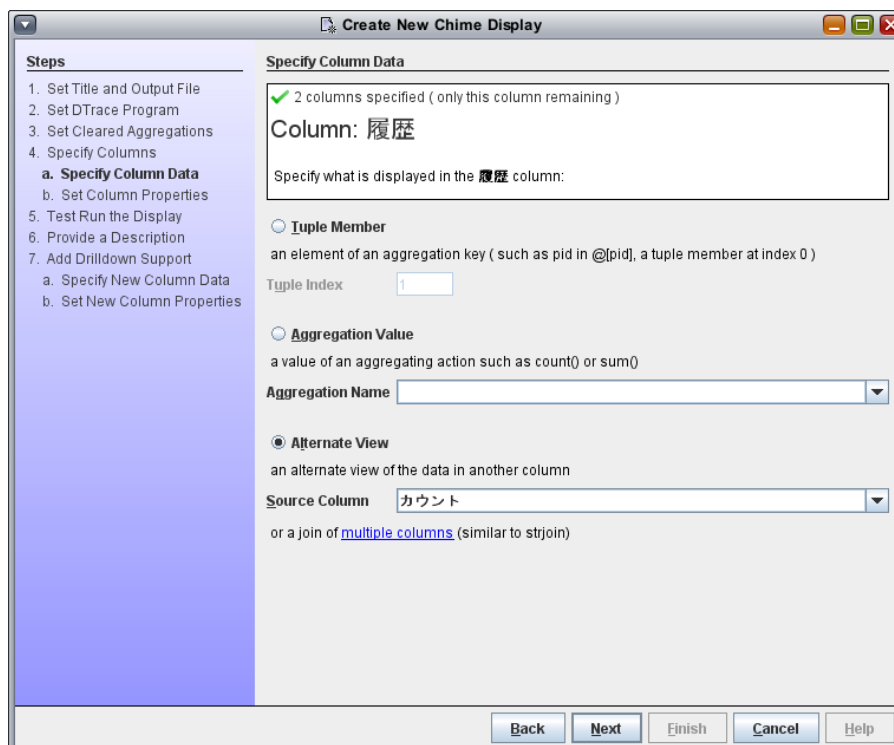 Create New Chime Display
Steps
1. Set Title and Output File
2. Set DTrace Program
3. Set Cleared Aggregations
4. Specify Columns
a. Specify Column Data
b. Set Column Properties
5. Test Run the Display
6. Provide a Description
7. Add Drilldown Support
a. Specify New Column Data
b. Set New Column Properties
Specify Column Data
2 columns specified ( only this column remaining )
Column: 履歴
Specify what is displayed in the 履歴 column:
Tuple Member
an element of an aggregation key ( such as pid in @[pid], a tuple member at index 0 )
Tuple Index 1
Aggregation Value
a value of an aggregating action such as count() or sum()
Aggregation Name
Alternate View
an alternate view of the data in another column
Source Column カウント
or a join of multiple columns (similar to strjoin)
Back Next Finish Cancel Help